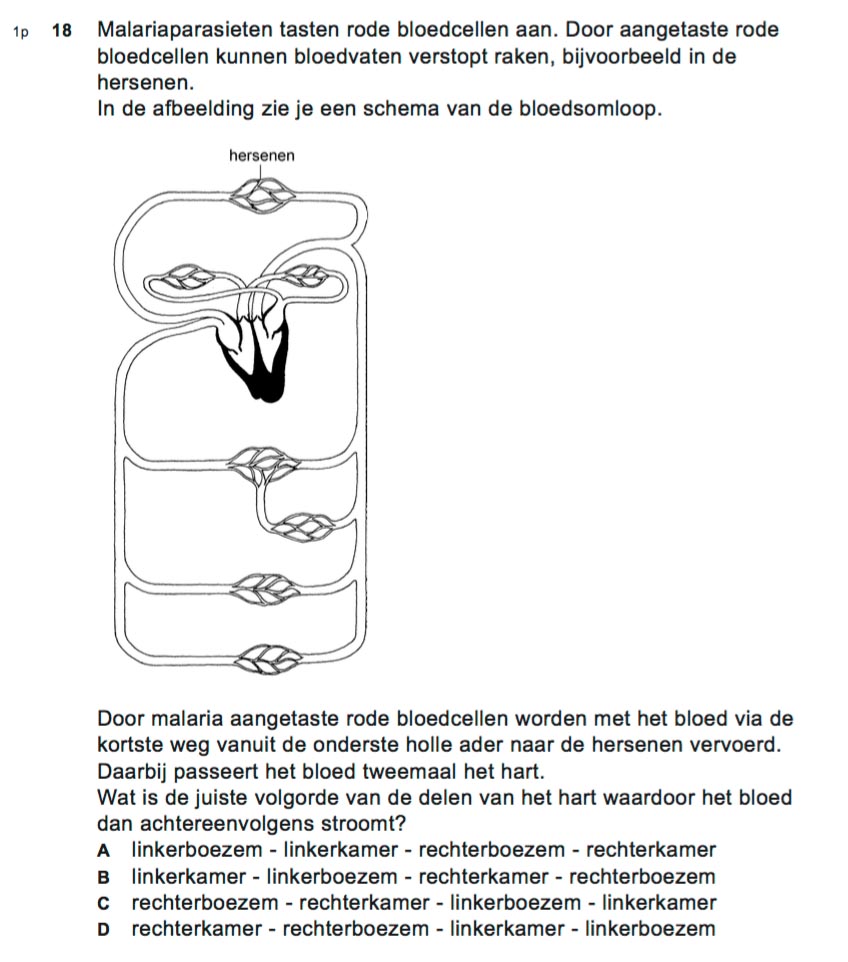 1p 18 Malariaparasieten tasten rode bloedcellen aan. Door aangetaste rode
bloedcellen kunnen bloedvaten verstopt raken, bijvoorbeeld in de
hersenen.
In de afbeelding zie je een schema van de bloedsomloop.
hersenen
Door malaria aangetaste rode bloedcellen worden met het bloed via de
kortste weg vanuit de onderste holle ader naar de hersenen vervoerd.
Daarbij passeert het bloed tweemaal het hart.
Wat is de juiste volgorde van de delen van het hart waardoor het bloed
dan achtereenvolgens stroomt?
A linkerboezem - linkerkamer - rechterboezem - rechterkamer
B linkerkamer - linkerboezem - rechterkamer - rechterboezem
C rechterboezem - rechterkamer - linkerboezem - linkerkamer
D rechterkamer - rechterboezem - linkerkamer - linkerboezem